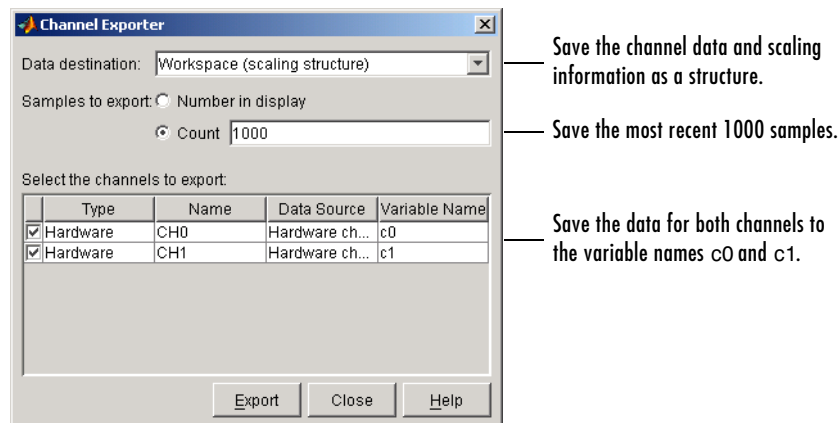 Channel Exporter
Data destination: Workspace (scaling structure)
Save the channel data and scaling
information as a structure.
Samples to export: Number in display
Count 1000
Save the most recent 1000 samples.
Select the channels to export:
Type Name Data Source Variable Name
Hardware CH0 Hardware ch... c0
Hardware CH1 Hardware ch... c1
Save the data for both channels to
the variable names c0 and c1.
Export Close Help